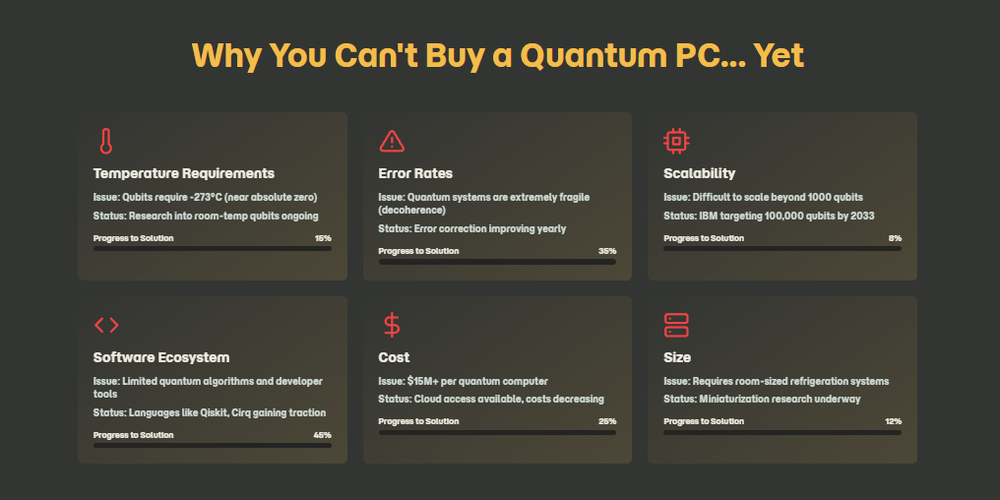 Why You Can't Buy a Quantum PC... Yet
Temperature Requirements
Issue: Qubits require -273°C (near absolute zero)
Status: Research into room-temp qubits ongoing
Progress to Solution 15%
Error Rates
Issue: Quantum systems are extremely fragile
(decoherence)
Status: Error correction improving yearly
Progress to Solution 35%
Scalability
Issue: Difficult to scale beyond 1000 qubits
Status: IBM targeting 100,000 qubits by 2033
Progress to Solution 8%
Software Ecosystem
Issue: Limited quantum algorithms and developer
tools
Status: Languages like Qiskit, Cirq gaining traction
Progress to Solution 45%
Cost
Issue: $15M+ per quantum computer
Status: Cloud access available, costs decreasing
Progress to Solution 25%
Size
Issue: Requires room-sized refrigeration systems
Status: Miniaturization research underway
Progress to Solution 12%